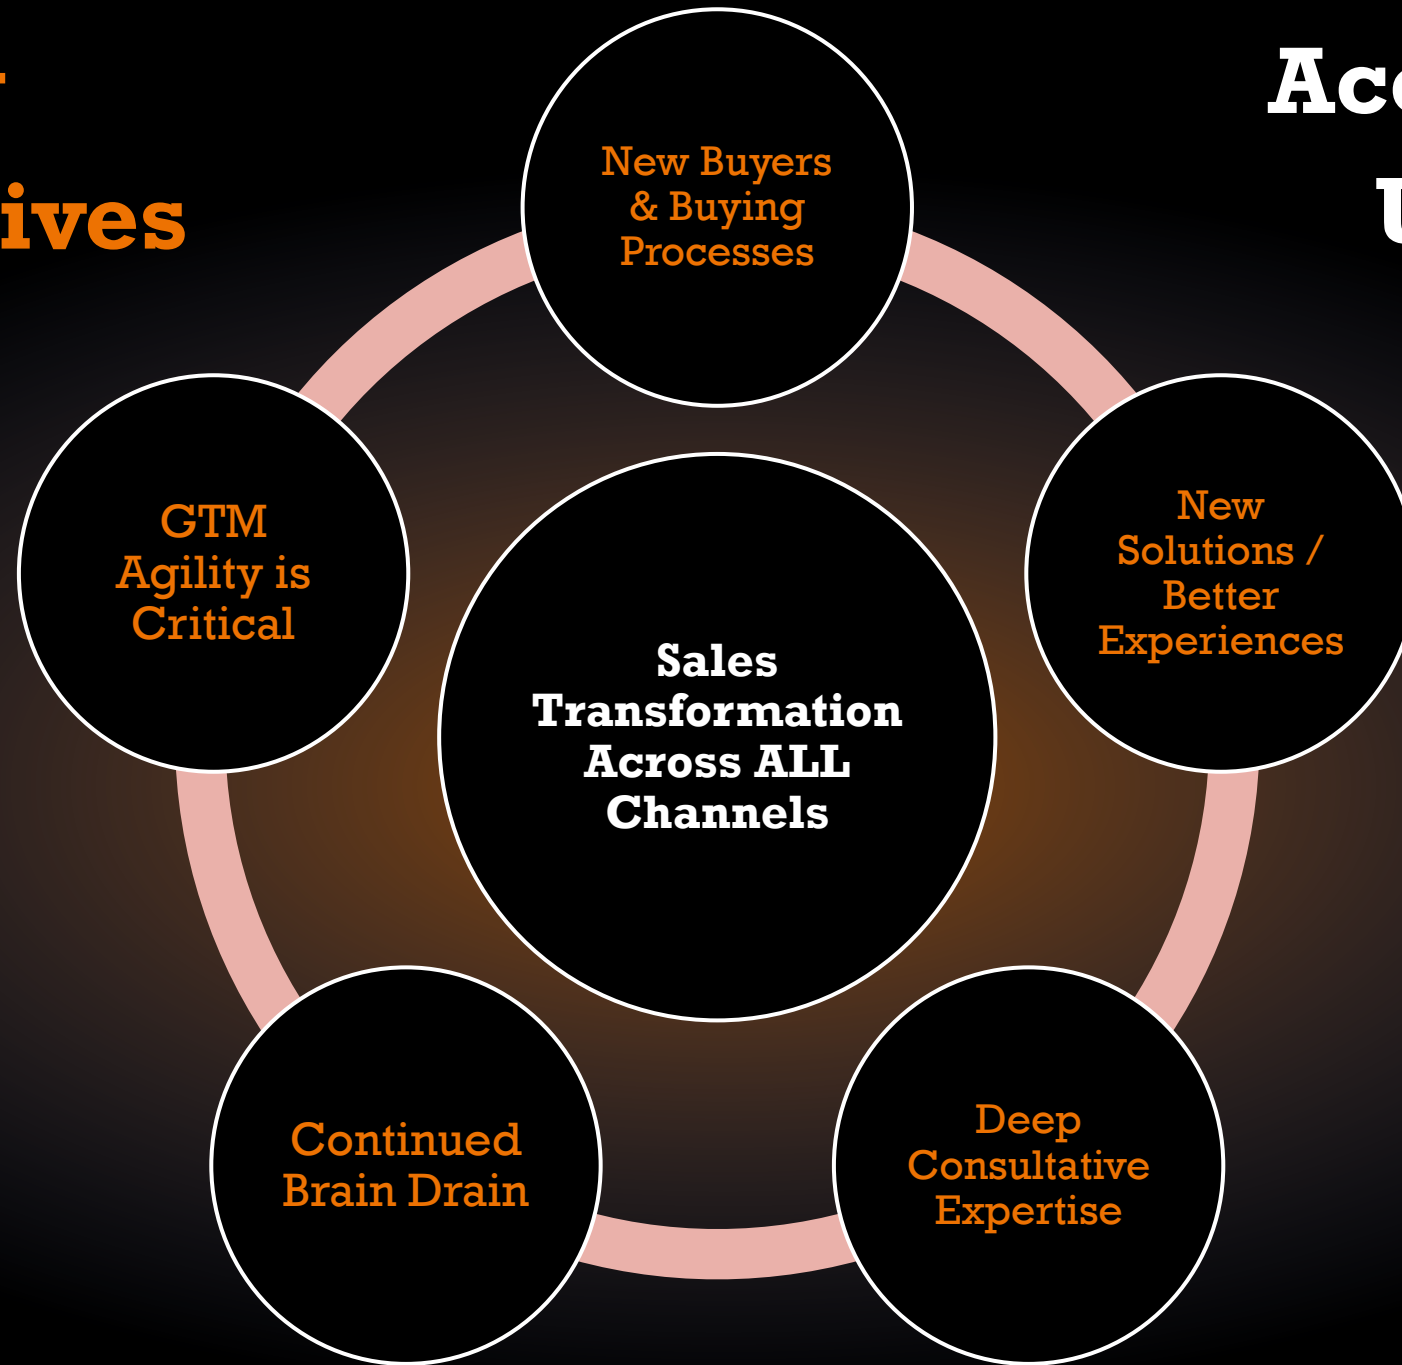 ives
New Buyers
& Buying
Processes
New
Solutions /
Better
Experiences
Deep
Consultative
Expertise
Continued
Brain Drain
GTM
Agility is
Critical
Sales
Transformation
Across ALL
Channels